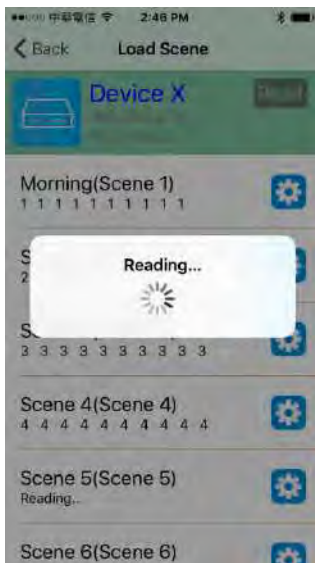 中華電信 2:46 PM
Back Load Scene
Device X
Read
Morning(Scene 1)
1 1 1 1 1 1 1 1 1 1
S
2
Reading...
S
3 3 3 3 3 3 3 3 3 3
Scene 4(Scene 4)
4 4 4 4 4 4 4 4 4 4
Scene 5(Scene 5)
Reading..
Scene 6(Scene 6)